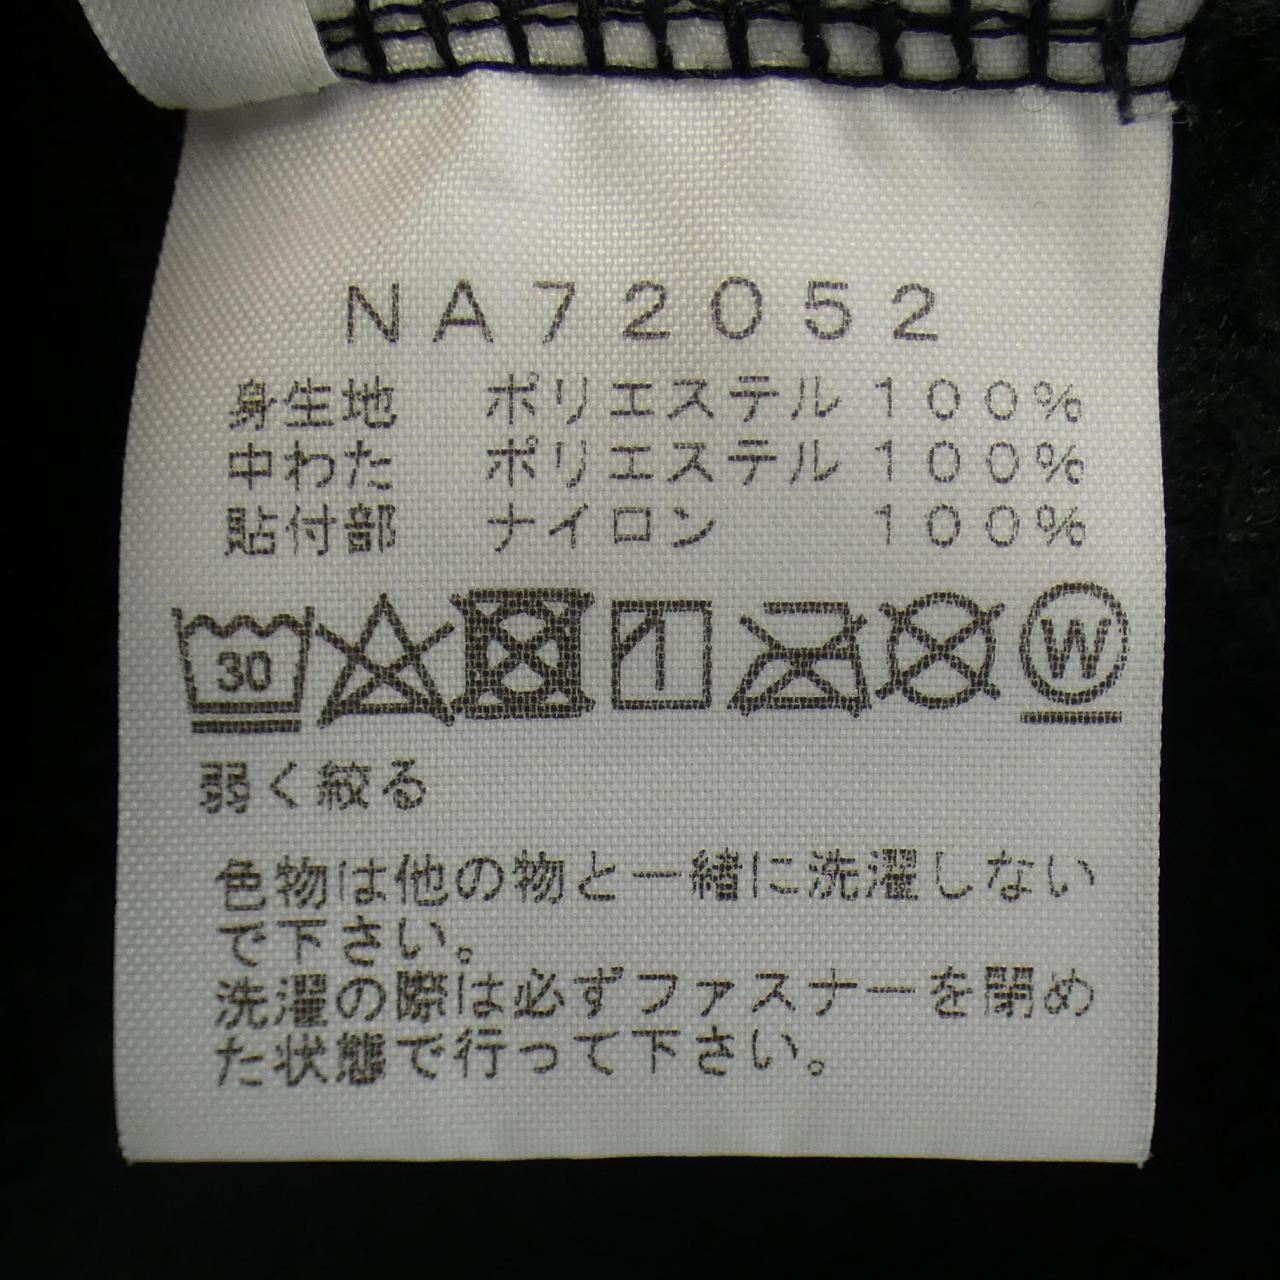 NA72052
身生地 ポリエステル 100%
中わた ポリエステル 100%
貼付部 ナイロン 100%
30 W
弱く絞る
色物は他の物と一緒に洗濯しない
で下さい。
洗濯の際は必ずファスナーを閉め
た状態で行って下さい。